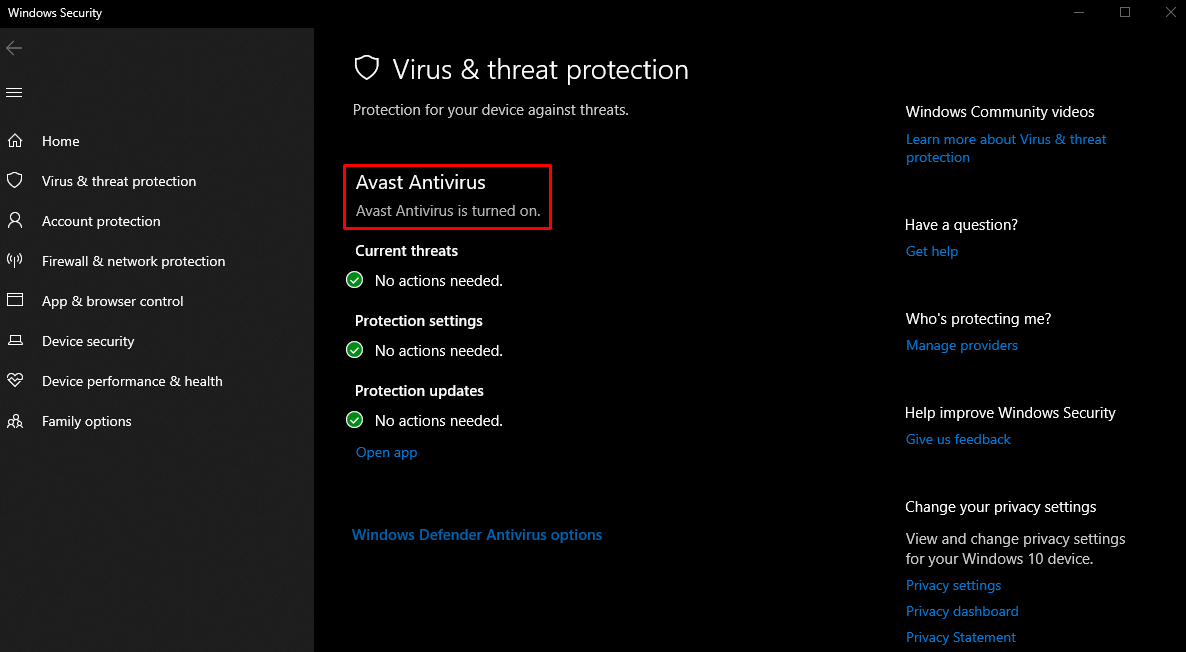 Windows Security
Home
Virus & threat protection
Account protection
Firewall & network protection
App & browser control
Device security
Device performance & health
Family options
Virus & threat protection
Protection for your device against threats.
Avast Antivirus
Avast Antivirus is turned on.
Current threats
No actions needed.
Protection settings
No actions needed.
Protection updates
No actions needed.
Open app
Windows Defender Antivirus options
Windows Community videos
Learn more about Virus & threat
protection
Have a question?
Get help
Who's protecting me?
Manage providers
Help improve Windows Security
Give us feedback
Change your privacy settings
View and change privacy settings
for your Windows 10 device.
Privacy settings
Privacy dashboard
Privacy Statement